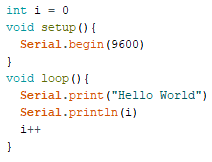 int i = 0
void setup(){
  Serial.begin(9600)
}
void loop(){
  Serial.print("Hello World")
  Serial.println(i)
  i++
}